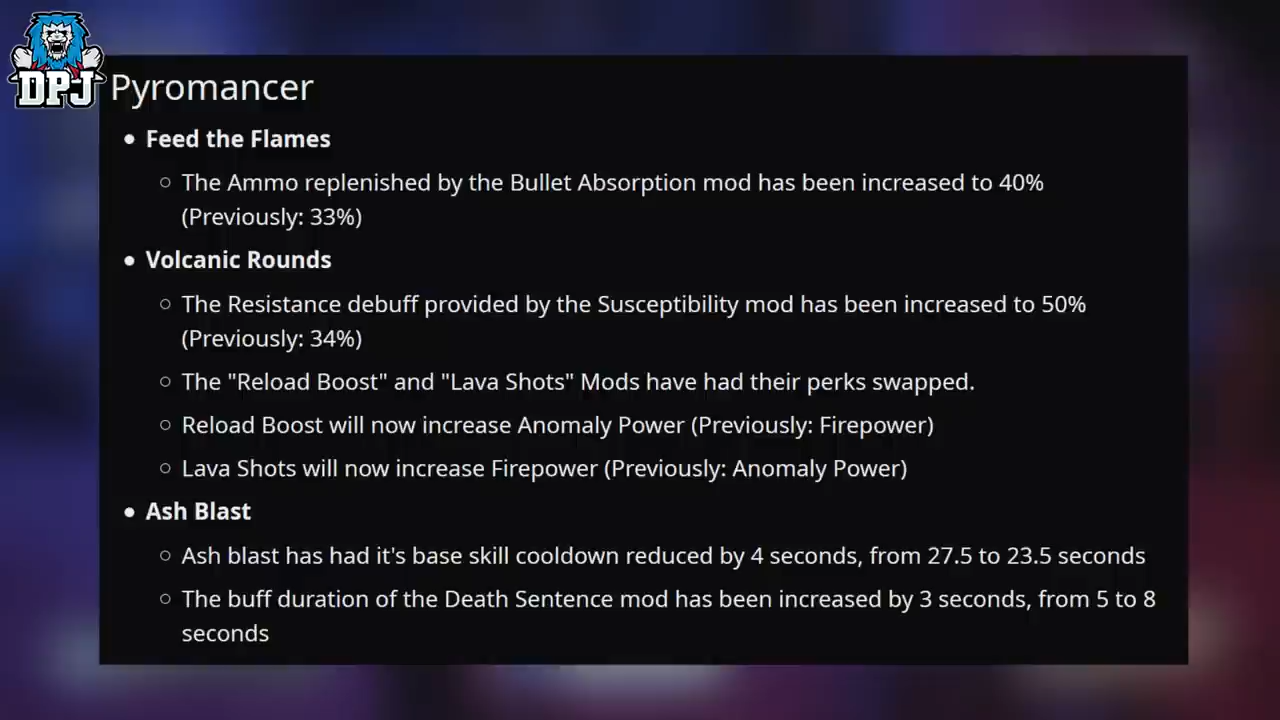 DPJ
Pyromancer
• Feed the Flames
○ The Ammo replenished by the Bullet Absorption mod has been increased to 40%
(Previously: 33%)
• Volcanic Rounds
○ The Resistance debuff provided by the Susceptibility mod has been increased to 50%
(Previously: 34%)
○ The "Reload Boost" and "Lava Shots" Mods have had their perks swapped.
○ Reload Boost will now increase Anomaly Power (Previously: Firepower)
○ Lava Shots will now increase Firepower (Previously: Anomaly Power)
• Ash Blast
○ Ash blast has had it's base skill cooldown reduced by 4 seconds, from 27.5 to 23.5 seconds
○ The buff duration of the Death Sentence mod has been increased by 3 seconds, from 5 to 8
seconds